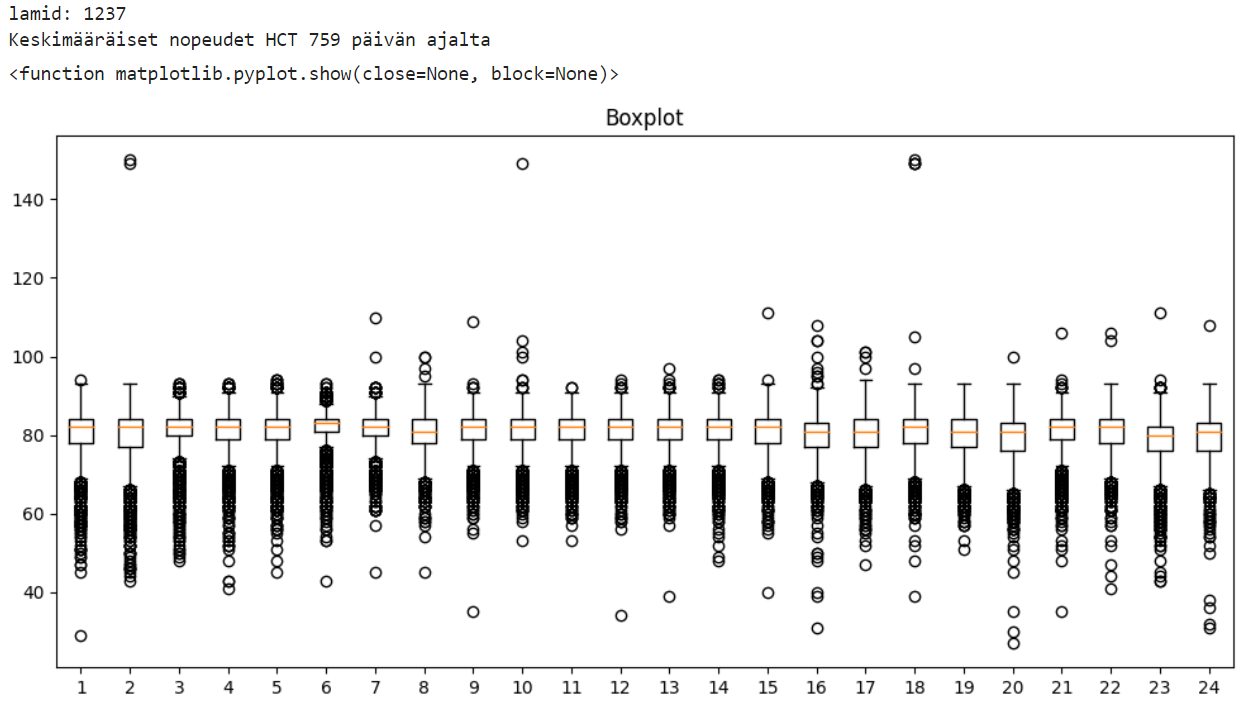 lamid: 1237
Keskimääräiset nopeudet HCT 759 päivän ajalta
<function matplotlib.pyplot.show(close=None, block=None)>
Boxplot
140
120
100
80
60
40
1 2 3 4 5 6 7 8 9 10 11 12 13 14 15 16 17 18 19 20 21 22 23 24